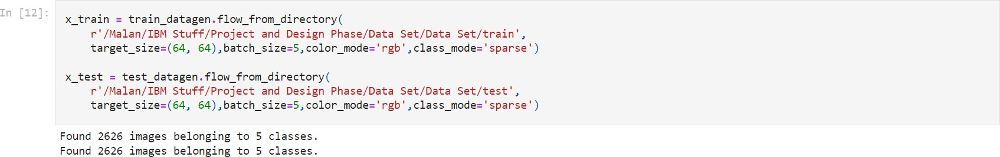 In [12]:
x_train = train_datagen.flow_from_directory(
    r'/Malan/IBM Stuff/Project and Design Phase/Data Set/Data Set/train',
    target_size=(64, 64),batch_size=5,color_mode='rgb',class_mode='sparse')
x_test = test_datagen.flow_from_directory(
    r'/Malan/IBM Stuff/Project and Design Phase/Data Set/Data Set/test',
    target_size=(64, 64),batch_size=5,color_mode='rgb',class_mode='sparse')
Found 2626 images belonging to 5 classes.
Found 2626 images belonging to 5 classes.